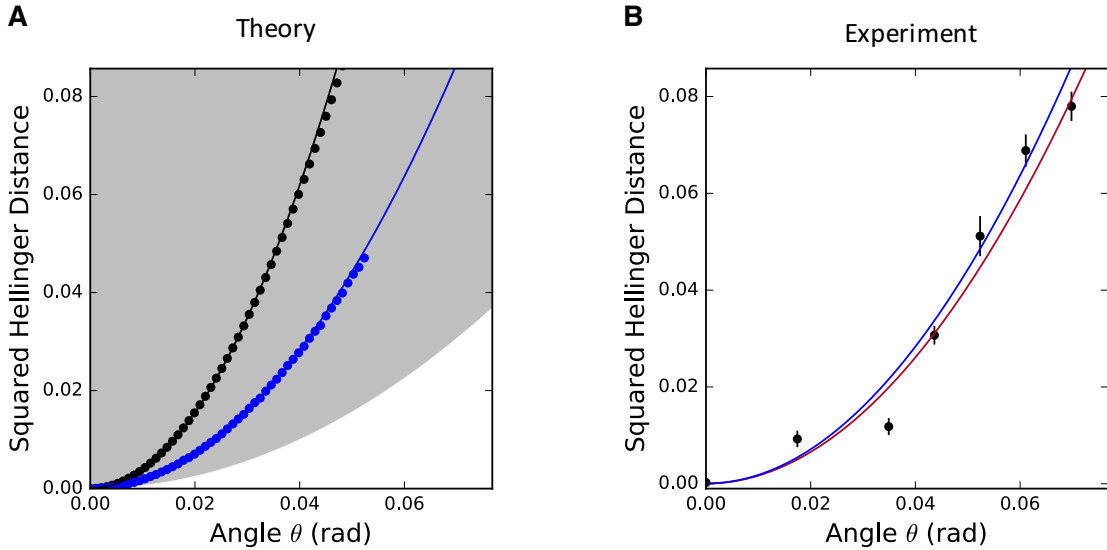 A
Theory
Squared Hellinger Distance
0.08
0.06
0.04
0.02
0.00
0.00 0.02 0.04 0.06
Angle θ (rad)
B
Experiment
Squared Hellinger Distance
0.08
0.06
0.04
0.02
0.00
0.00 0.02 0.04 0.06
Angle θ (rad)